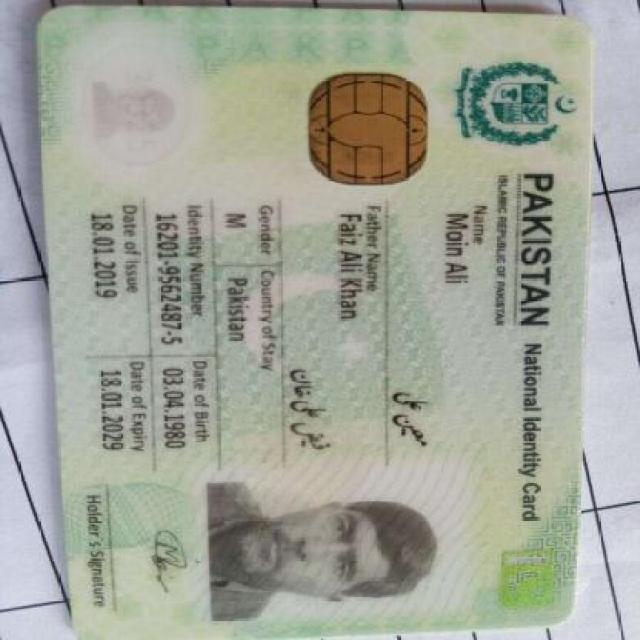 PAKISTAN National Identity Card
ISLAMIC REPUBLIC OF PAKISTAN
Name
Moin Ali
معین علی
Father Name
Faiz Ali Khan
فیض علی خان
Gender Country of Stay
M Pakistan
Identity Number Date of Birth
16201-9562487-5 03.04.1980
Date of Issue Date of Expiry
18.01.2019 18.01.2029
Holder's Signature